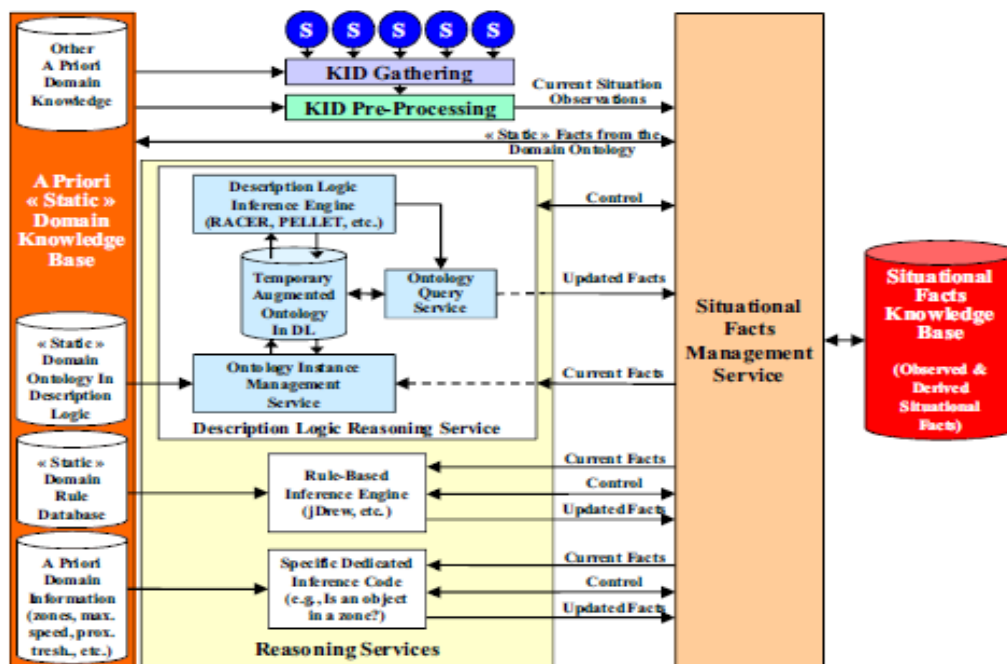 S S S S S
Other
A Priori
Domain
Knowledge
KID Gathering
KID Pre-Processing
Current Situation
Observations
« Static » Facts from the
Domain Ontology
A Priori
« Static »
Domain
Knowledge
Base
Description Logic
Inference Engine
(RACER, PELLET, etc.)
Control
Temporary
Augmented
Ontology
In DL
Ontology
Query
Service
Updated Facts
Situational
Facts
Management
Service
Situational
Facts
Knowledge
Base
(Observed &
Derived
Situational
Facts)
« Static »
Domain
Ontology In
Description
Logic
Ontology Instance
Management
Service
Current Facts
Description Logic Reasoning Service
« Static »
Domain
Rule
Database
Rule-Based
Inference Engine
(jDrew, etc.)
Current Facts
Control
Updated Facts
A Priori
Domain
Information
(zones, max.
speed, prox.
tresh., etc.)
Specific Dedicated
Inference Code
(e.g., Is an object
in a zone?)
Current Facts
Control
Updated Facts
Reasoning Services